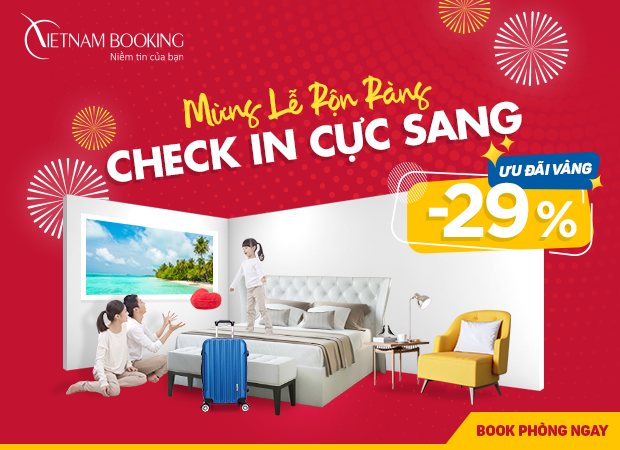 VIETNAM BOOKING
Niềm tin của bạn
Mừng Lễ Rộn Ràng
CHECK IN CỰC SANG
ƯU ĐÃI VÀNG
-29%
BOOK PHÒNG NGAY